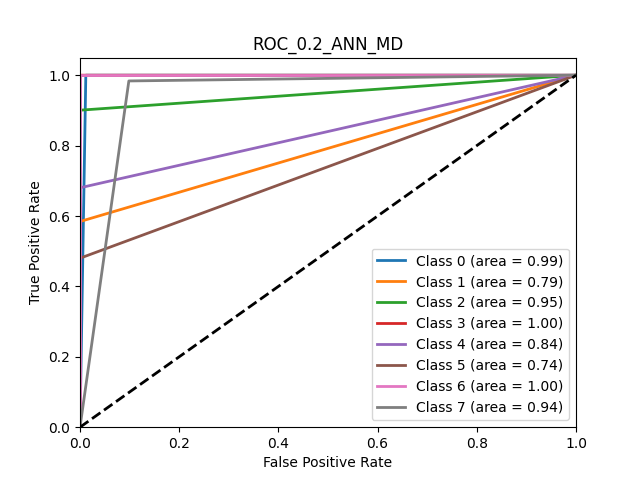 ROC_0.2_ANN_MD
True Positive Rate
1.0
0.8
0.6
0.4
0.2
0.0
Class 0 (area = 0.99)
Class 1 (area = 0.79)
Class 2 (area = 0.95)
Class 3 (area = 1.00)
Class 4 (area = 0.84)
Class 5 (area = 0.74)
Class 6 (area = 1.00)
Class 7 (area = 0.94)
0.0 0.2 0.4 0.6 0.8 1.0
False Positive Rate